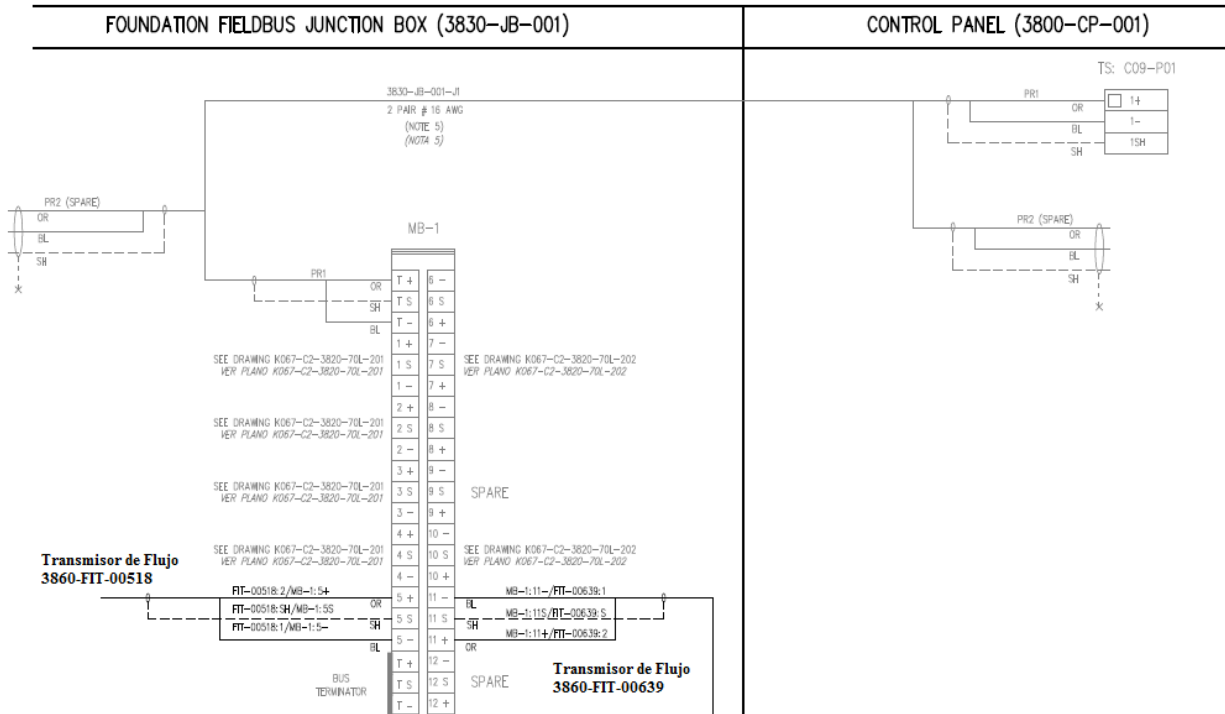 FOUNDATION FIELDBUS JUNCTION BOX (3830-JB-001)
CONTROL PANEL (3800-CP-001)
TS: C09-P01
3830-JB-001-J1
2 PAIR # 16 AWG
(NOTE 5)
(NOTA 5)
PR1
OR
BL
SH
1+
1-
1SH
PR2 (SPARE)
OR
BL
SH
PR2 (SPARE)
OR
BL
SH
MB-1
PR1
OR
SH
BL
T + 6 -
T S 6 S
T - 6 +
1 + 7 -
SEE DRAWING K067-C2-3820-70L-201
VER PLANO K067-C2-3820-70L-201
1 S 7 S
SEE DRAWING K067-C2-3820-70L-202
VER PLANO K067-C2-3820-70L-202
1 - 7 +
2 + 8 -
SEE DRAWING K067-C2-3820-70L-201
VER PLANO K067-C2-3820-70L-201
2 S 8 S
2 - 8 +
3 + 9 -
SEE DRAWING K067-C2-3820-70L-201
VER PLANO K067-C2-3820-70L-201
3 S 9 S SPARE
3 - 9 +
4 + 10 -
SEE DRAWING K067-C2-3820-70L-201
VER PLANO K067-C2-3820-70L-201
4 S 10 S
SEE DRAWING K067-C2-3820-70L-202
VER PLANO K067-C2-3820-70L-202
4 - 10 +
Transmisor de Flujo
3860-FIT-00518
FIT-00518:2/MB-1:5+ OR 5 + 11 - BL MB-1:11-/FIT-00639:1
FIT-00518:SH/MB-1:5S SH 5 S 11 S SH MB-1:11S/FIT-00639:S
FIT-00518:1/MB-1:5- BL 5 - 11 + OR MB-1:11+/FIT-00639:2
T + 12 -
BUS
TERMINATOR
T S 12 S SPARE
T - 12 +
Transmisor de Flujo
3860-FIT-00639